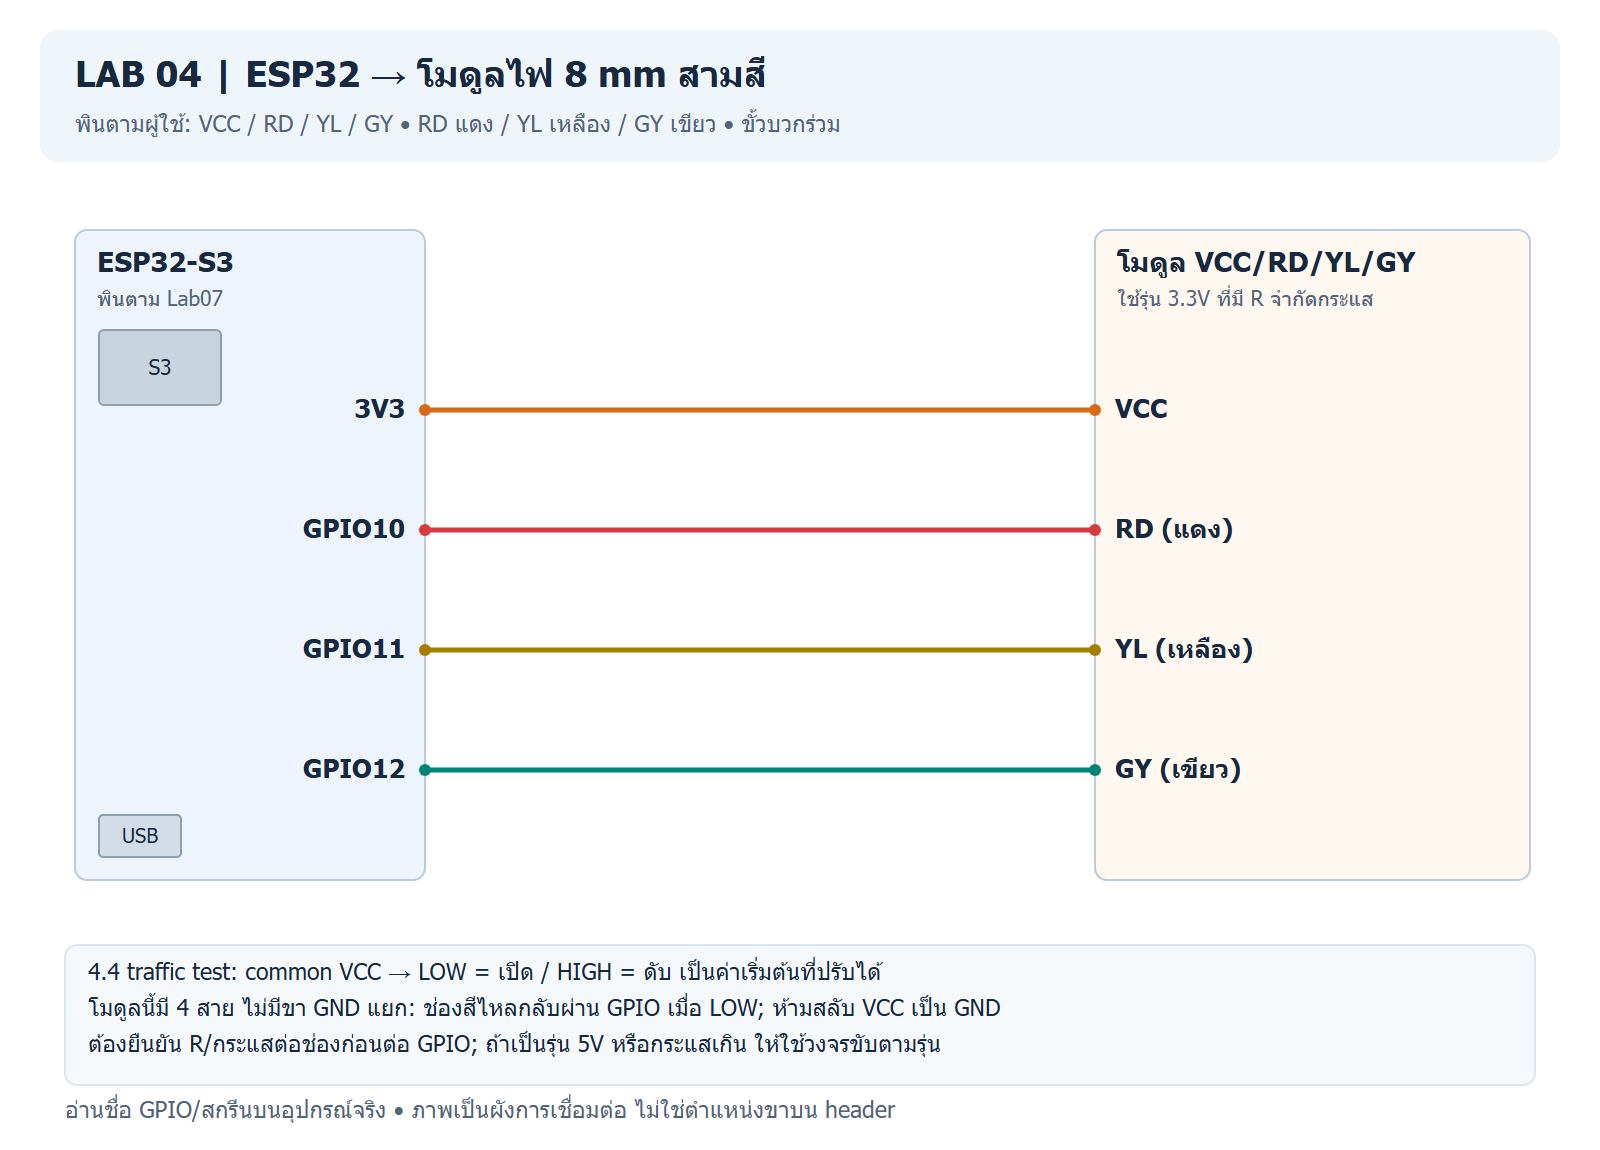 LAB 04 | ESP32 → โมดูลไฟ 8 mm สามสี
พินตามผู้ใช้: VCC / RD / YL / GY • RD แดง / YL เหลือง / GY เขียว • ขั้วบวกร่วม
ESP32-S3
พินตาม Lab07
S3
3V3
GPIO10
GPIO11
GPIO12
USB
โมดูล VCC/RD/YL/GY
ใช้รุ่น 3.3V ที่มี R จำกัดกระแส
VCC
RD (แดง)
YL (เหลือง)
GY (เขียว)
4.4 traffic test: common VCC → LOW = เปิด / HIGH = ดับ เป็นค่าเริ่มต้นที่ปรับได้
โมดูลนี้มี 4 สาย ไม่มีขา GND แยก: ช่องสีไหลกลับผ่าน GPIO เมื่อ LOW; ห้ามสลับ VCC เป็น GND
ต้องยืนยัน R/กระแสต่อช่องก่อนต่อ GPIO; ถ้าเป็นรุ่น 5V หรือกระแสเกิน ให้ใช้วงจรขับตามรุ่น
อ่านชื่อ GPIO/สกรีนบนอุปกรณ์จริง • ภาพเป็นผังการเชื่อมต่อ ไม่ใช่ตำแหน่งขาบน header